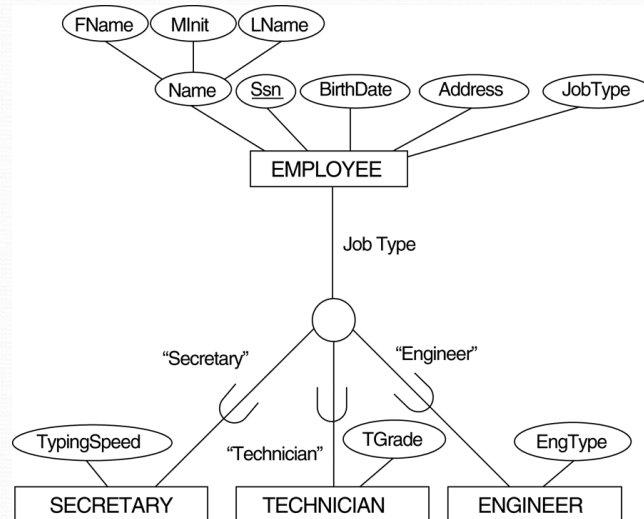 FName MInit LName
Name Ssn BirthDate Address JobType
EMPLOYEE
Job Type
“Secretary” “Engineer”
TypingSpeed “Technician” TGrade EngType
SECRETARY TECHNICIAN ENGINEER